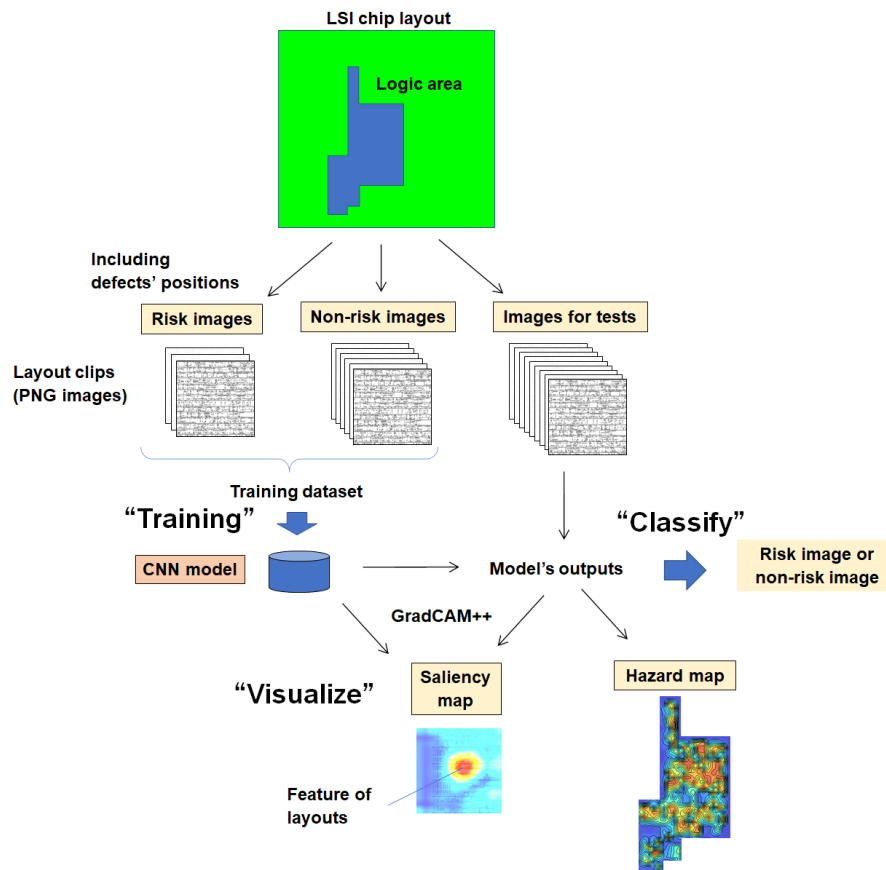 LSI chip layout
Logic area
Including
defects’ positions
Risk images
Non-risk images
Images for tests
Layout clips
(PNG images)
Training dataset
“Training”
“Classify”
CNN model
Model’s outputs
Risk image or
non-risk image
GradCAM++
“Visualize”
Saliency
map
Hazard map
Feature of
layouts